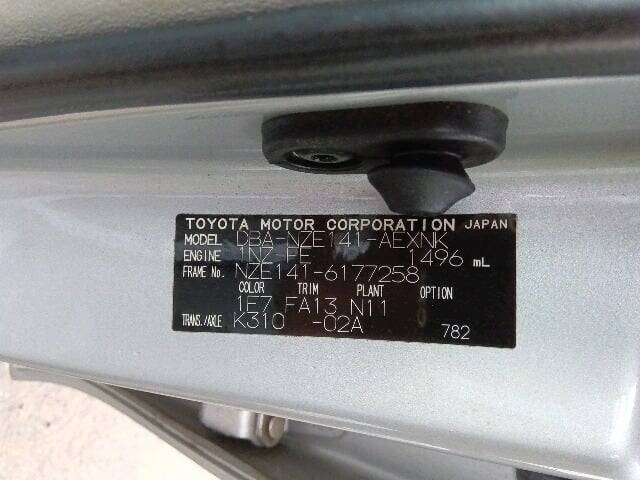 TOYOTA MOTOR CORPORATION JAPAN
MODEL DBA-NZE141-AEXNK
ENGINE 1NZ-FE 1496 mL
FRAME No. NZE141-6177258
COLOR TRIM PLANT OPTION
1F7 FA13 N11
TRANS./AXLE K310 -02A
782